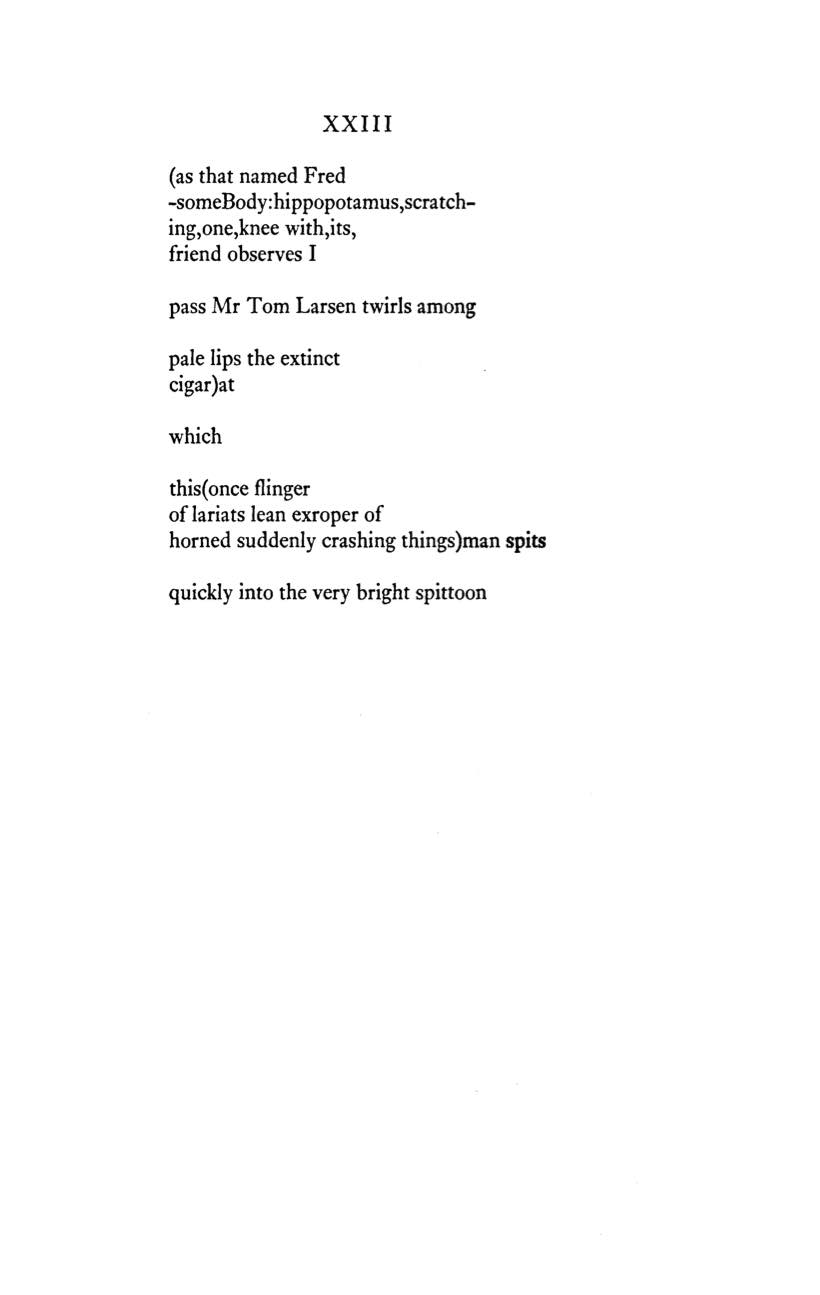 XXIII
(as that named Fred
-someBody:hippopotamus,scratch-
ing,one,knee with,its,
friend observes I
pass Mr Tom Larsen twirls among
pale lips the extinct
cigar)at
which
this(once flinger
of lariats lean exroper of
horned suddenly crashing things)man spits
quickly into the very bright spittoon